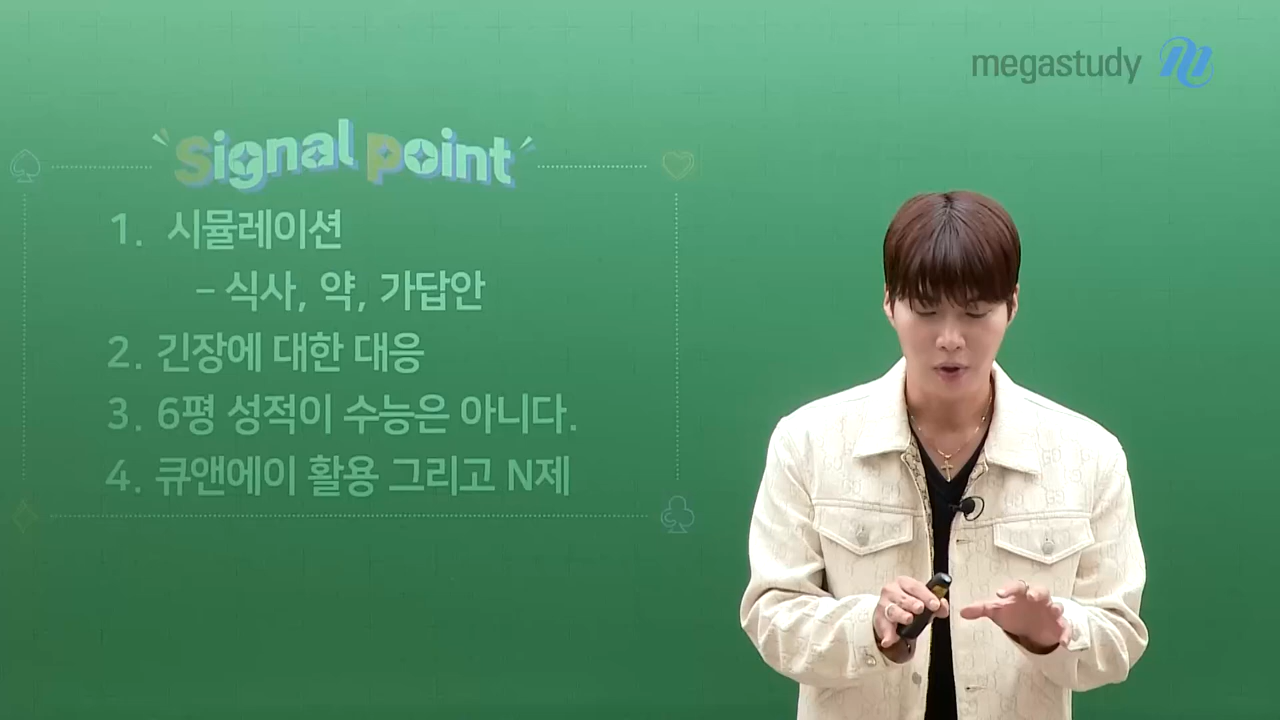 megastudy
Signal point
1. 시뮬레이션
- 식사, 약, 가답안
2. 긴장에 대한 대응
3. 6평 성적이 수능은 아니다.
4. 큐앤에이 활용 그리고 N제